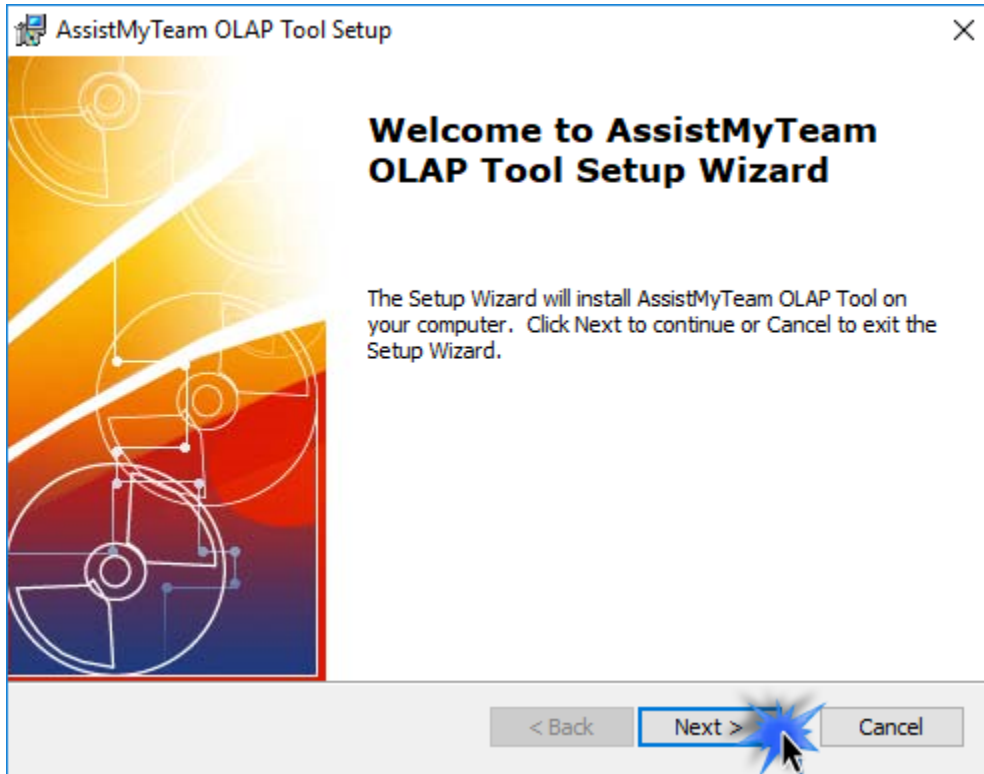 AssistMyTeam OLAP Tool Setup
Welcome to AssistMyTeam
OLAP Tool Setup Wizard
The Setup Wizard will install AssistMyTeam OLAP Tool on
your computer.  Click Next to continue or Cancel to exit the
Setup Wizard.
< Back
Next >
Cancel